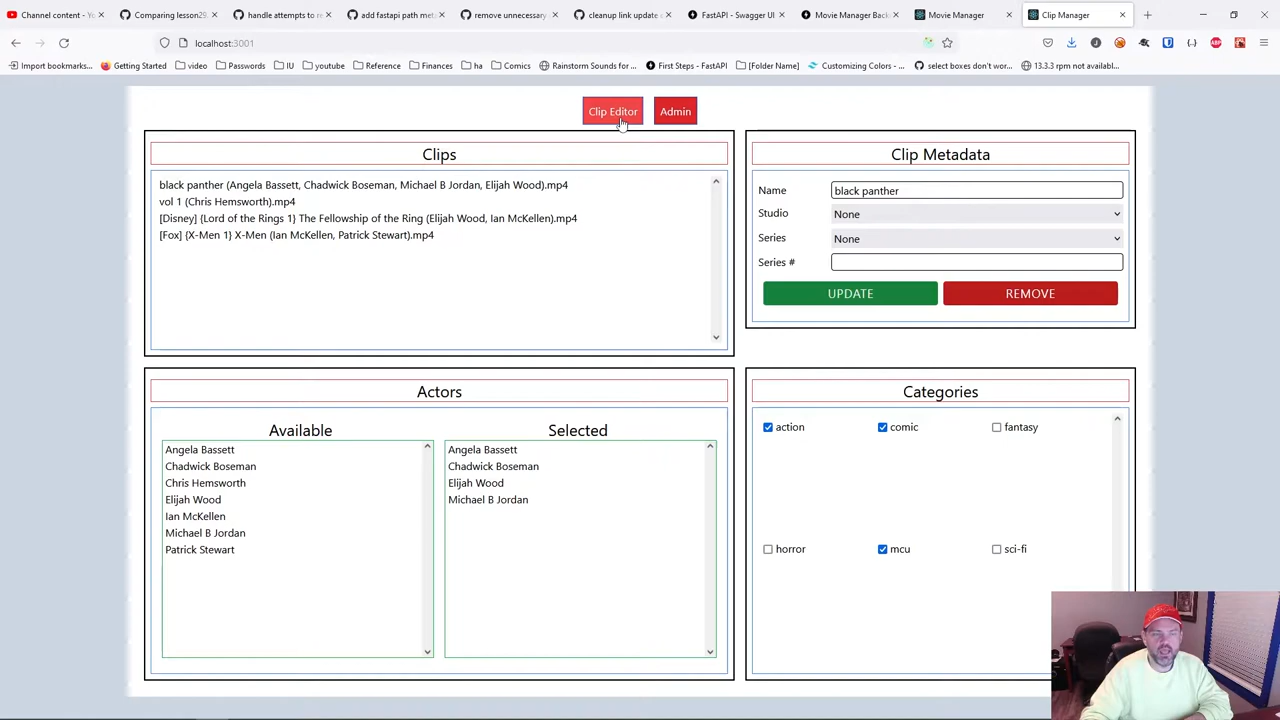 Channel content - Yo
Comparing lesson29.
handle attempts to re
add fastapi path met
remove unnecessary
cleanup link update c
FastAPI - Swagger UI
Movie Manager Back
Movie Manager
Clip Manager
localhost:3001
Import bookmarks...
Getting Started
video
Passwords
IU
youtube
Reference
Finances
ha
Comics
Rainstorm Sounds for ...
First Steps - FastAPI
[Folder Name]
Customizing Colors - ...
select boxes don't wor...
13.3.3 rpm not availab...
Clip Editor
Admin
Clips
black panther (Angela Bassett, Chadwick Boseman, Michael B Jordan, Elijah Wood).mp4
vol 1 (Chris Hemsworth).mp4
[Disney] {Lord of the Rings 1} The Fellowship of the Ring (Elijah Wood, Ian McKellen).mp4
[Fox] {X-Men 1} X-Men (Ian McKellen, Patrick Stewart).mp4
Clip Metadata
Name
black panther
Studio
None
Series
None
Series #
UPDATE
REMOVE
Actors
Available
Angela Bassett
Chadwick Boseman
Chris Hemsworth
Elijah Wood
Ian McKellen
Michael B Jordan
Patrick Stewart
Selected
Angela Bassett
Chadwick Boseman
Elijah Wood
Michael B Jordan
Categories
action
comic
fantasy
horror
mcu
sci-fi